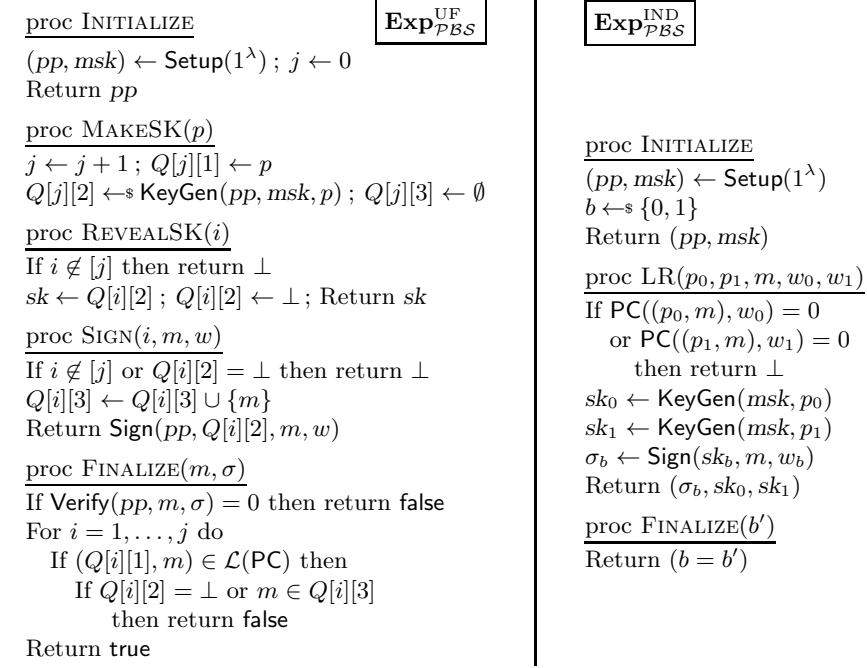 proc INITIALIZE
Exp^UF_PBS
(pp, msk) ← Setup(1^λ) ; j ← 0
Return pp
proc MAKESK(p)
j ← j + 1 ; Q[j][1] ← p
Q[j][2] ←$ KeyGen(pp, msk, p) ; Q[j][3] ← ∅
proc REVEALSK(i)
If i ∉ [j] then return ⊥
sk ← Q[i][2] ; Q[i][2] ← ⊥ ; Return sk
proc SIGN(i, m, w)
If i ∉ [j] or Q[i][2] = ⊥ then return ⊥
Q[i][3] ← Q[i][3] ∪ {m}
Return Sign(pp, Q[i][2], m, w)
proc FINALIZE(m, σ)
If Verify(pp, m, σ) = 0 then return false
For i = 1, . . . , j do
If (Q[i][1], m) ∈ L(PC) then
If Q[i][2] = ⊥ or m ∈ Q[i][3]
then return false
Return true
Exp^IND_PBS
proc INITIALIZE
(pp, msk) ← Setup(1^λ)
b ←$ {0, 1}
Return (pp, msk)
proc LR(p₀, p₁, m, w₀, w₁)
If PC((p₀, m), w₀) = 0
or PC((p₁, m), w₁) = 0
then return ⊥
sk₀ ← KeyGen(msk, p₀)
sk₁ ← KeyGen(msk, p₁)
σ_b ← Sign(sk_b, m, w_b)
Return (σ_b, sk₀, sk₁)
proc FINALIZE(b′)
Return (b = b′)